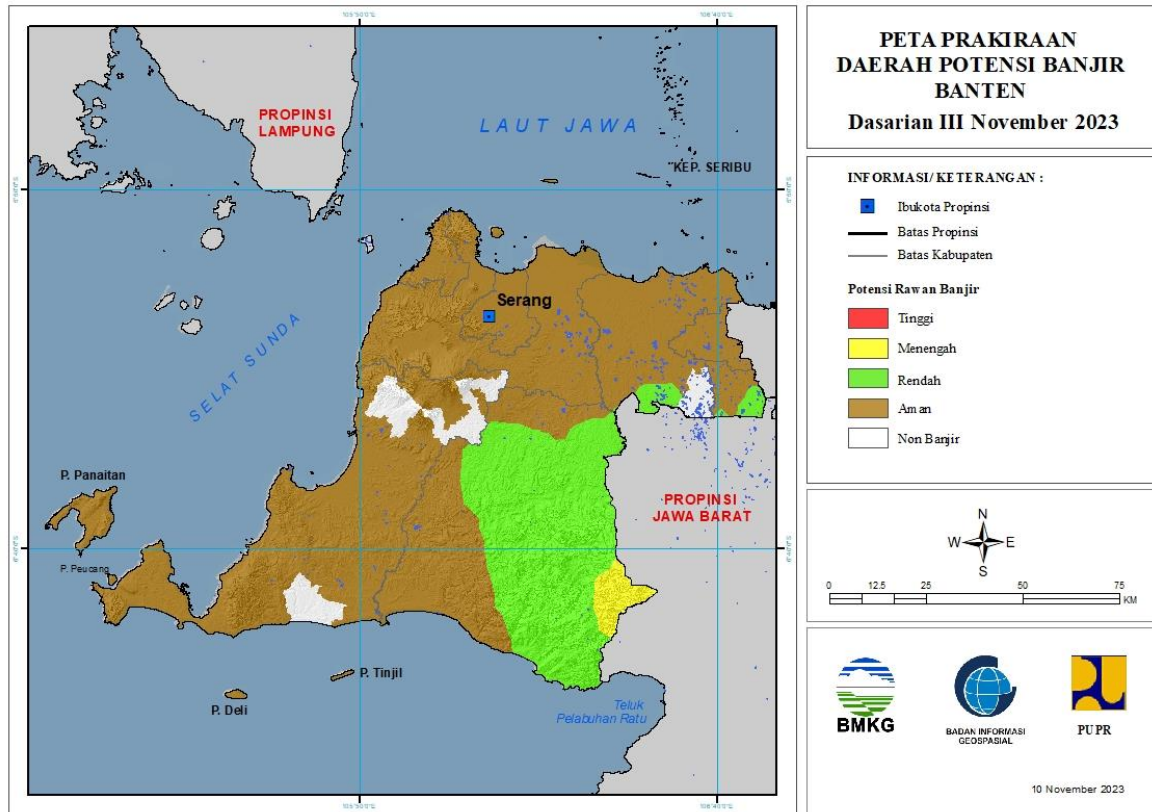 PETA PRAKIRAAN
DAERAH POTENSI BANJIR
BANTEN
Dasarian III November 2023
INFORMASI/ KETERANGAN :
Ibukota Propinsi
Batas Propinsi
Batas Kabupaten
Potensi Rawan Banjir
Tinggi
Menengah
Rendah
Aman
Non Banjir
N
W E
S
0 12.5 25 50 75
KM
BMKG
BADAN INFORMASI
GEOSPASIAL
PUPR
10 November 2023
PROPINSI
LAMPUNG
LAUT JAWA
KEP. SERIBU
Serang
SELAT SUNDA
P. Panaitan
P. Peucang
PROPINSI
JAWA BARAT
P. Tinjil
P. Deli
Teluk
Pelabuhan Ratu